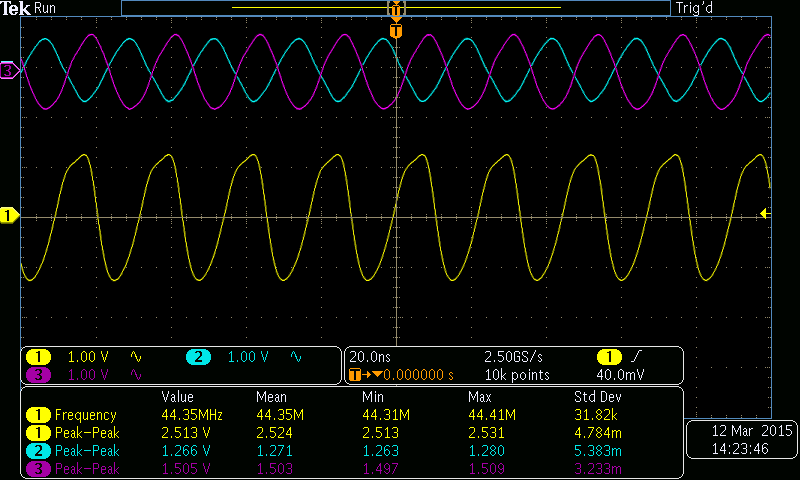 Tek Run Trig'd
T
T
3
1
1 1.00 V 2 1.00 V
3 1.00 V
20.0ns 2.50GS/s 1
T→▼0.000000 s 10k points 40.0mV
Value Mean Min Max Std Dev
1 Frequency 44.35MHz 44.35M 44.31M 44.41M 31.82k
1 Peak–Peak 2.513 V 2.524 2.513 2.531 4.784m
2 Peak–Peak 1.266 V 1.271 1.263 1.280 5.383m
3 Peak–Peak 1.505 V 1.503 1.497 1.509 3.233m
12 Mar 2015
14:23:46